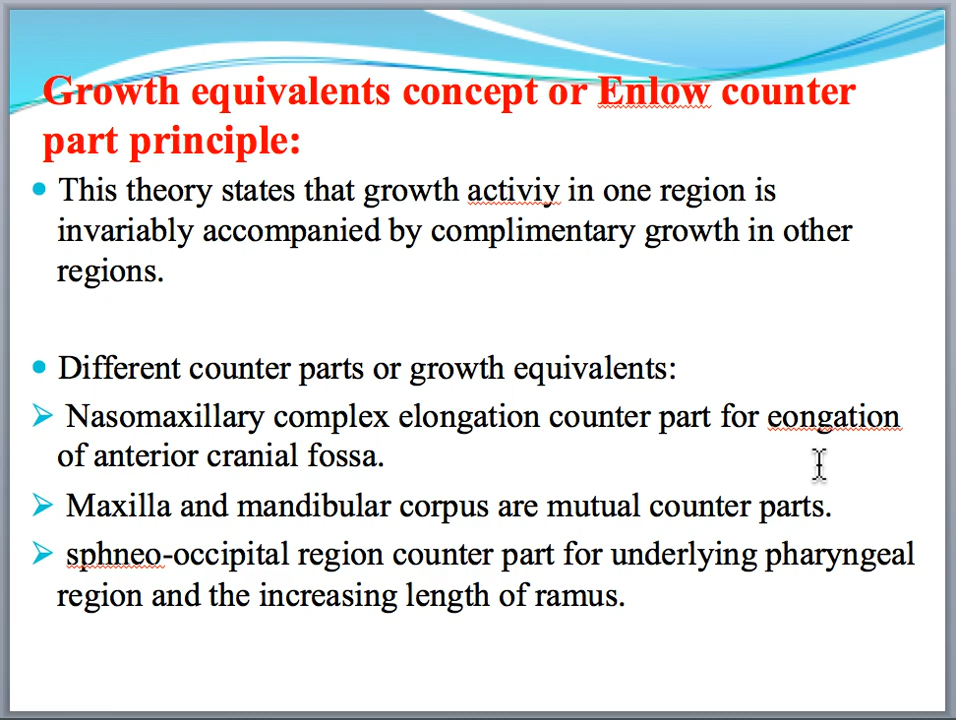 Growth equivalents concept or Enlow counter
part principle:
This theory states that growth activiy in one region is
invariably accompanied by complimentary growth in other
regions.
Different counter parts or growth equivalents:
Nasomaxillary complex elongation counter part for eongation
of anterior cranial fossa.
Maxilla and mandibular corpus are mutual counter parts.
sphneo-occipital region counter part for underlying pharyngeal
region and the increasing length of ramus.